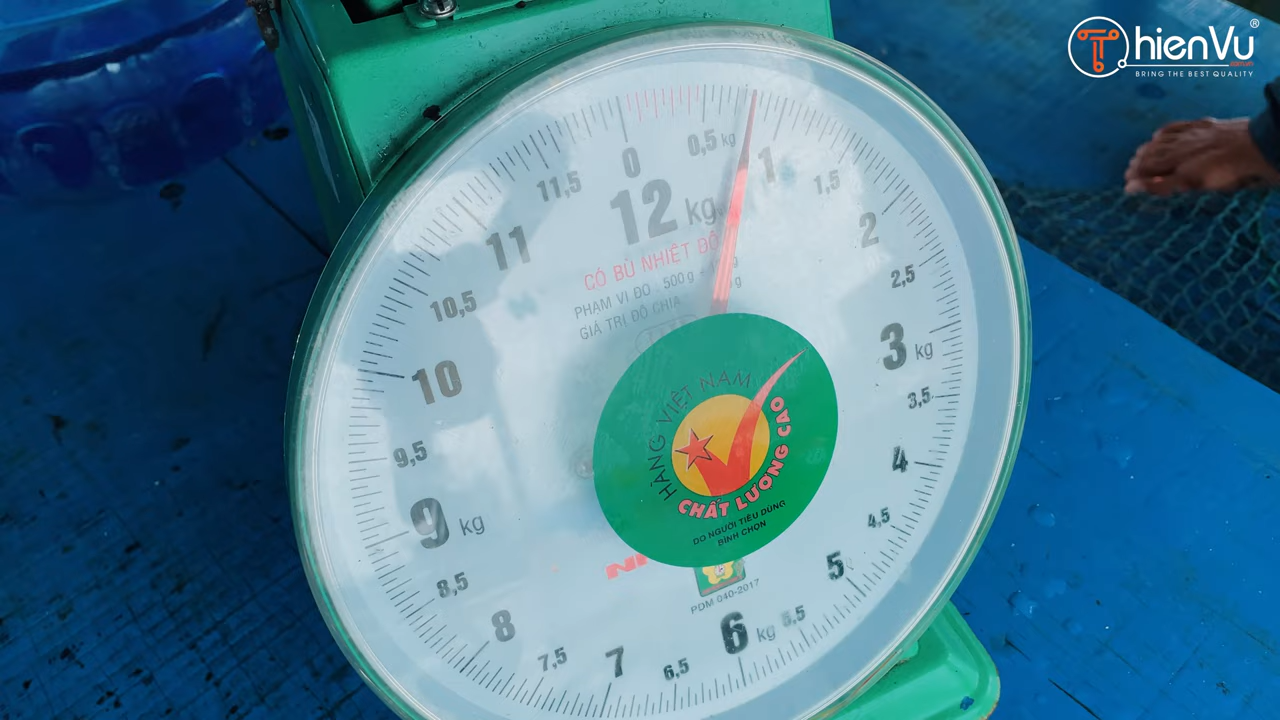 ThienVu®
BRING THE BEST QUALITY
0
0,5 kg
1
1,5
2
2,5
3 kg
3,5
4
4,5
5
5,5
6 kg
6,5
7
7,5
8
8,5
9 kg
9,5
10
10,5
11
11,5
12 kg
CÓ BÙ NHIỆT ĐỘ
PHẠM VI ĐO : 500g -
GIÁ TRỊ ĐỘ CHIA
HÀNG VIỆT NAM
CHẤT LƯỢNG CAO
DO NGƯỜI TIÊU DÙNG
BÌNH CHỌN
PDM 040-2017